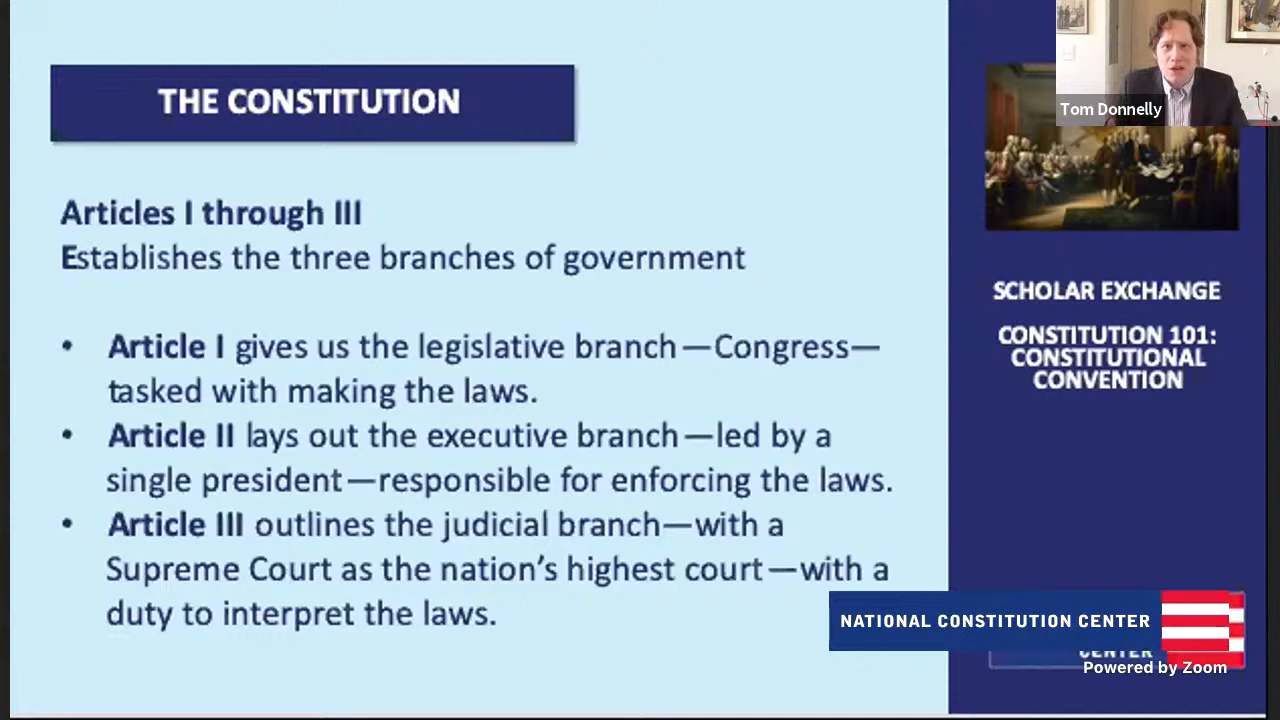 THE CONSTITUTION
Articles I through III
Establishes the three branches of government
• Article I gives us the legislative branch—Congress—
tasked with making the laws.
• Article II lays out the executive branch—led by a
single president—responsible for enforcing the laws.
• Article III outlines the judicial branch—with a
Supreme Court as the nation's highest court—with a
duty to interpret the laws.
Tom Donnelly
SCHOLAR EXCHANGE
CONSTITUTION 101:
CONSTITUTIONAL
CONVENTION
NATIONAL CONSTITUTION CENTER
CENTER
Powered by Zoom